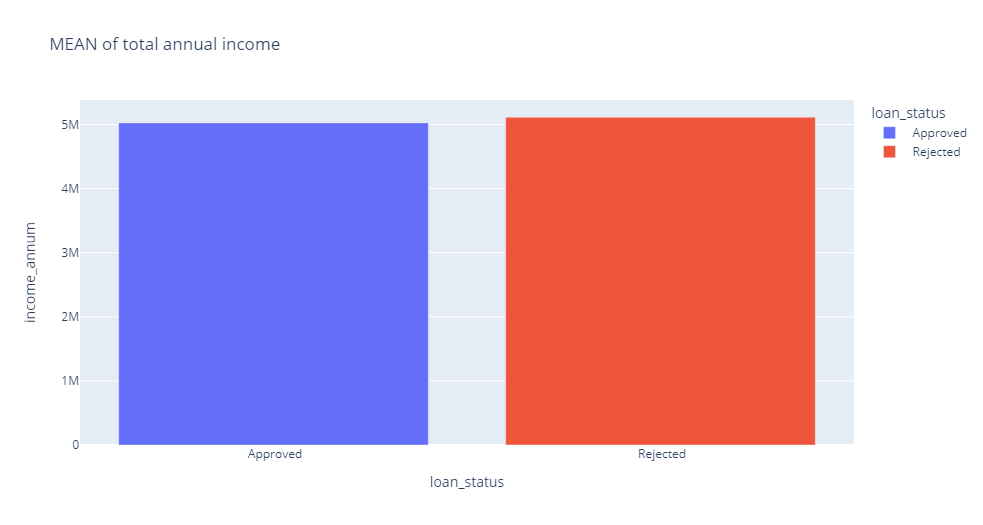 MEAN of total annual income
income_annum
5M
4M
3M
2M
1M
0
Approved
Rejected
loan_status
loan_status
Approved
Rejected